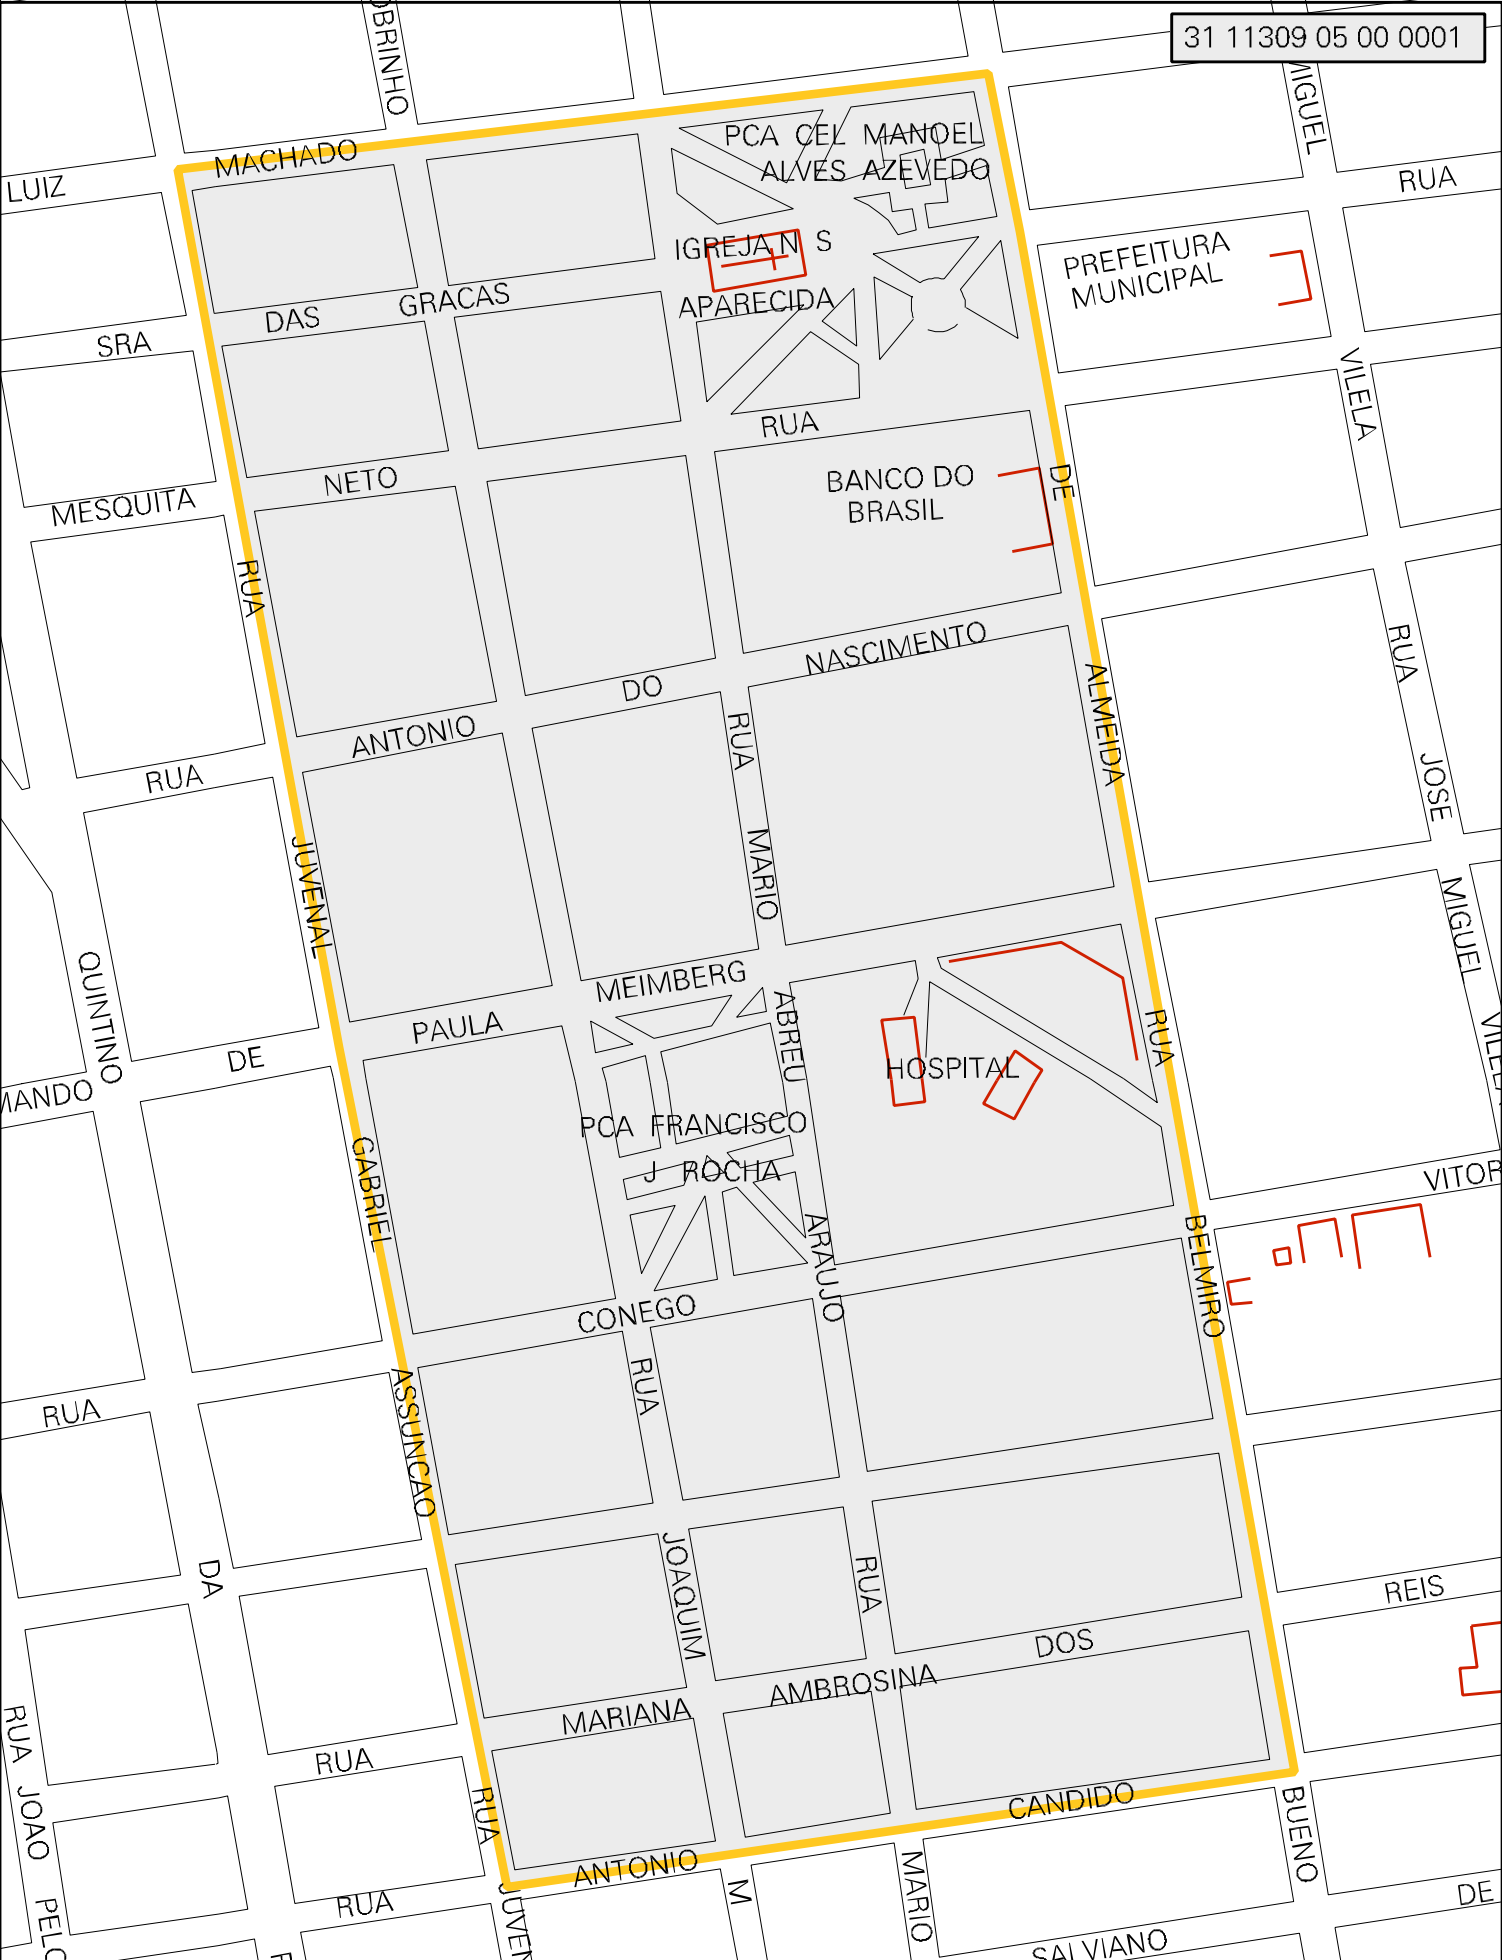 OBRINHO
31 11309 05 00 0001
MIGUEL
MACHADO
PCA CEL MANOEL
ALVES AZEVEDO
LUIZ
RUA
IGREJA N S
APARECIDA
PREFEITURA
MUNICIPAL
DAS
GRACAS
SRA
VILELA
RUA
NETO
BANCO DO
BRASIL
DE
MESQUITA
RUA
NASCIMENTO
RUA
DO
ALMEIDA
ANTONIO
RUA
RUA
JOSE
JUVENAL
MARIO
MIGUEL
QUINTINO
MEIMBERG
PAULA
ABREU
RUA
DE
HOSPITAL
MANDO
PCA FRANCISCO
J ROCHA
GABRIEL
VITOR
ARAUJO
BELMIRO
CONEGO
RUA
RUA
ASSUNCAO
DA
JOAQUIM
RUA
REIS
DOS
AMBROSINA
MARIANA
RUA
RUA
JOAO
RUA
CANDIDO
BUENO
ANTONIO
RUA
JUVEN
M
MARIO
DE
PELO
SALVIANO